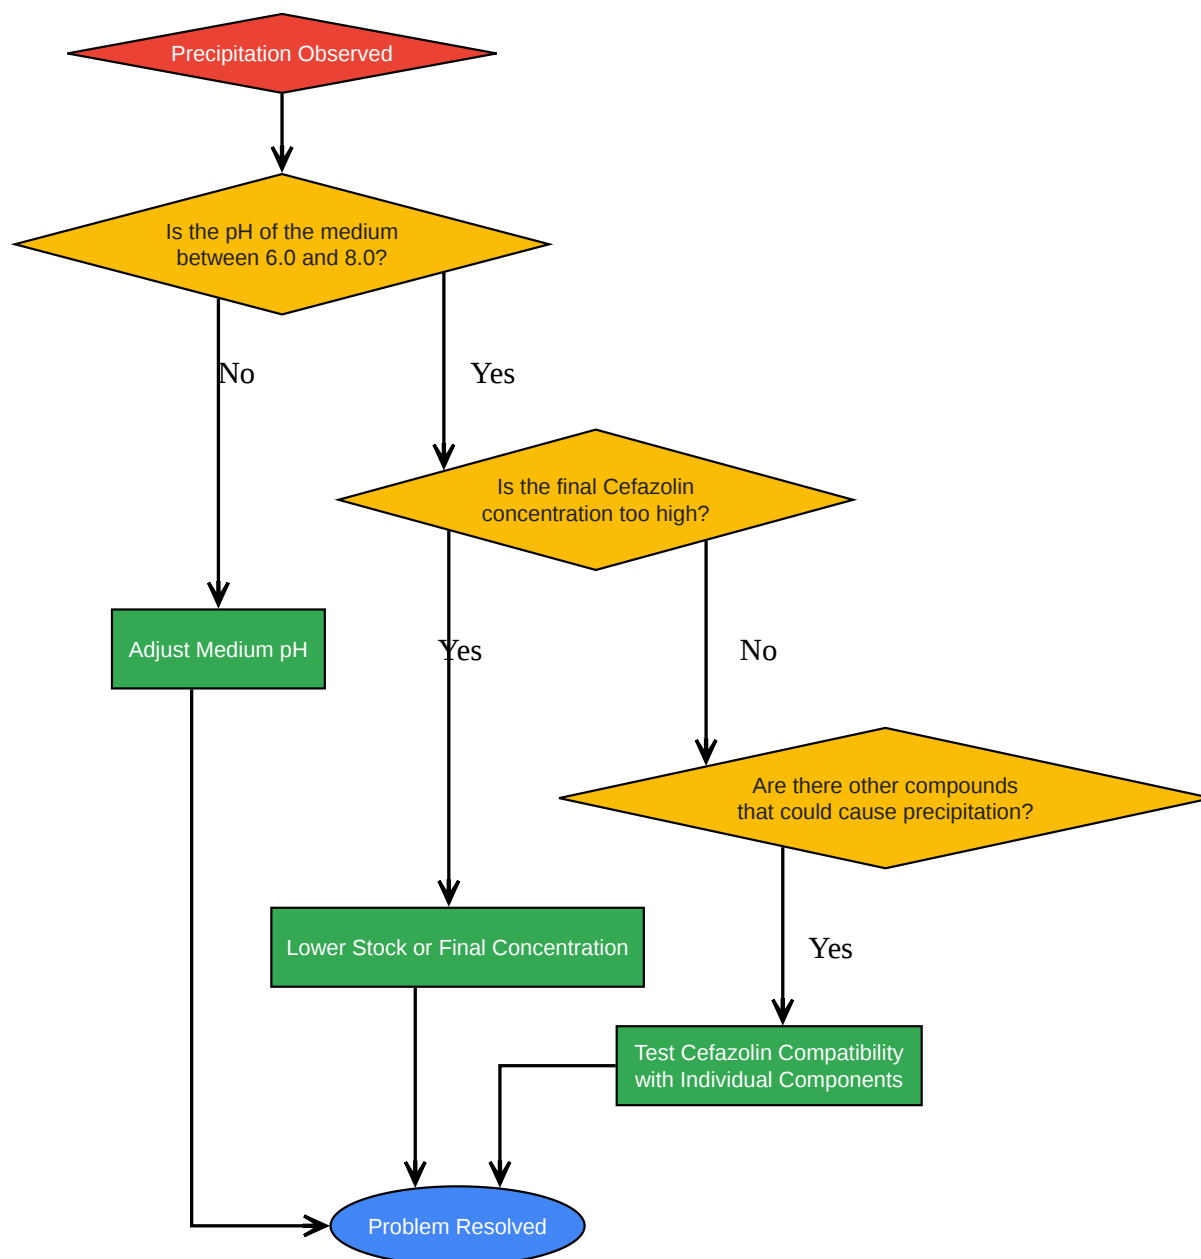 Precipitation Observed
Is the pH of the medium
between 6.0 and 8.0?
No
Yes
Is the final Cefazolin
concentration too high?
Adjust Medium pH
Yes
No
Are there other compounds
that could cause precipitation?
Lower Stock or Final Concentration
Yes
Test Cefazolin Compatibility
with Individual Components
Problem Resolved